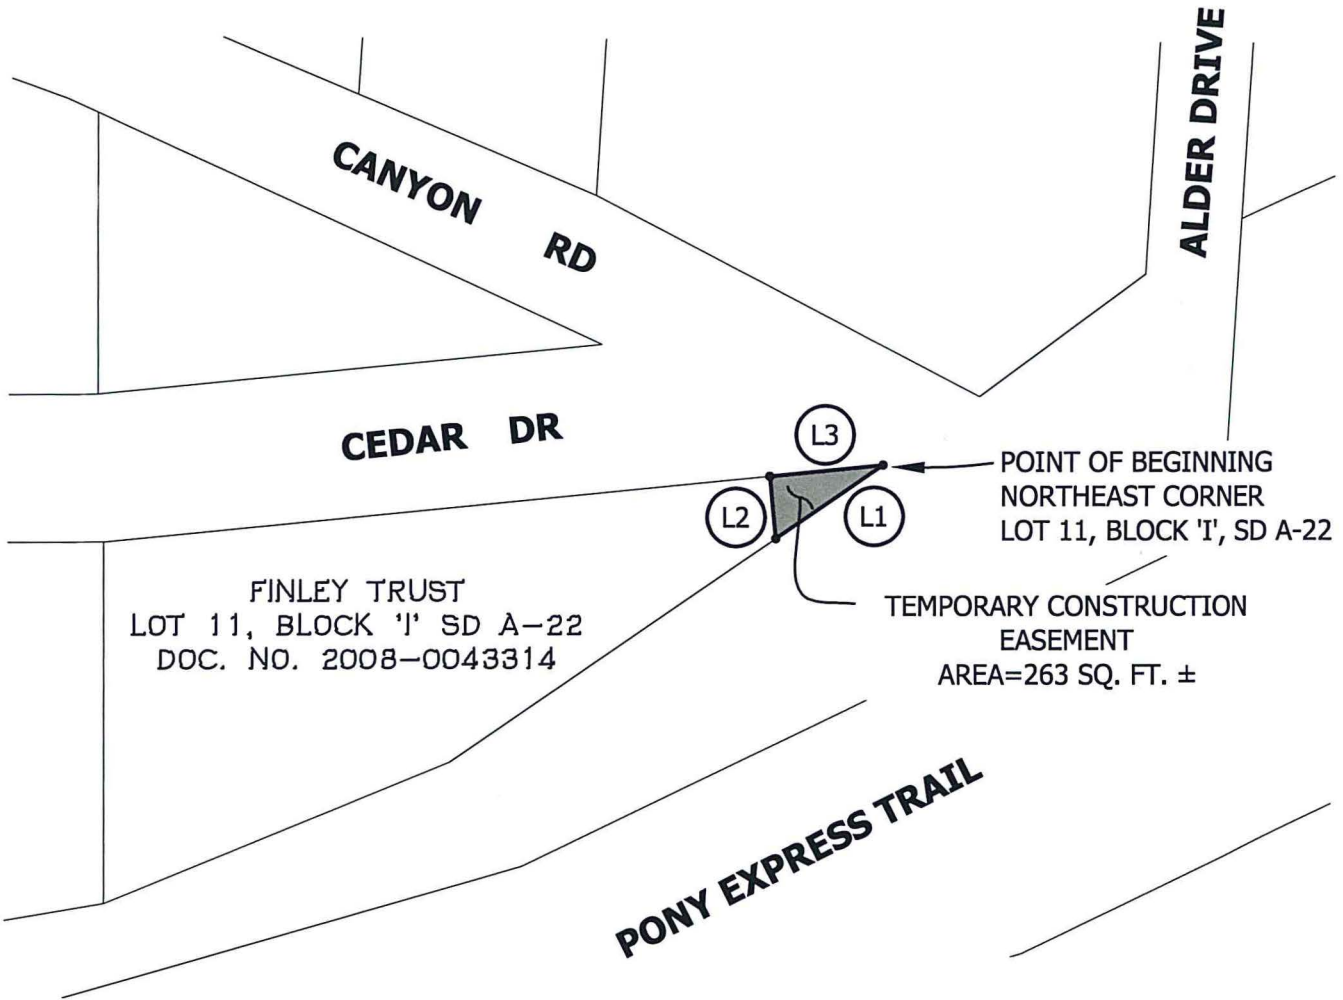 ALDER DRIVE
CANYON RD
CEDAR DR
L3
L2
L1
POINT OF BEGINNING
NORTHEAST CORNER
LOT 11, BLOCK 'I', SD A-22
FINLEY TRUST
LOT 11, BLOCK 'I' SD A-22
DOC. NO. 2008-0043314
TEMPORARY CONSTRUCTION
EASEMENT
AREA=263 SQ. FT. ±
PONY EXPRESS TRAIL